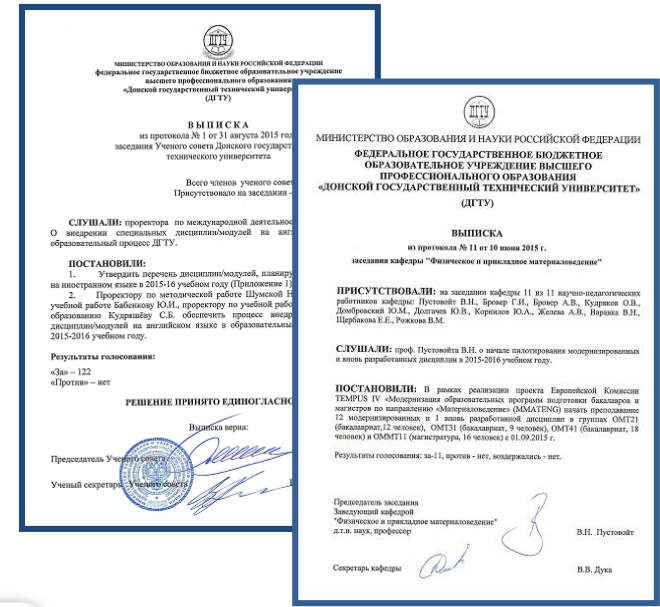 ДГТУ
МИНИСТЕРСТВО ОБРАЗОВАНИЯ И НАУКИ РОССИЙСКОЙ ФЕДЕРАЦИИ
федеральное государственное бюджетное образовательное учреждение
высшего профессионального образования
«Донской государственный технический универ
(ДГТУ)
ВЫПИСКА
из протокола № 1 от 31 августа 2015 год
заседания Ученого совета Донского государст
технического университета
Всего членов ученого сове
Присутствовало на заседании –
СЛУШАЛИ: проректора по международной деятельнос
О внедрении специальных дисциплин/модулей на анг
образовательный процесс ДГТУ.
ПОСТАНОВИЛИ:
1. Утвердить перечень дисциплин/модулей, планиру
на иностранном языке в 2015-16 учебном году (Приложение 1)
2. Проректору по методической работе Шумской Н
учебной работе Бабенкову Ю.И., проректору по учебной рабо
образованию Кудряшёву С.Б. обеспечить процесс внедр
дисциплин/модулей на английском языке в образовательны
2015-2016 учебном году.
Результаты голосования:
«За» – 122
«Против» – нет
РЕШЕНИЕ ПРИНЯТО ЕДИНОГЛАСНО
Выписка верна:
Председатель Ученого совета
Ученый секретарь Ученого совета
ДГТУ
МИНИСТЕРСТВО ОБРАЗОВАНИЯ И НАУКИ РОССИЙСКОЙ ФЕДЕРАЦИИ
ФЕДЕРАЛЬНОЕ ГОСУДАРСТВЕННОЕ БЮДЖЕТНОЕ
ОБРАЗОВАТЕЛЬНОЕ УЧРЕЖДЕНИЕ ВЫСШЕГО
ПРОФЕССИОНАЛЬНОГО ОБРАЗОВАНИЯ
«ДОНСКОЙ ГОСУДАРСТВЕННЫЙ ТЕХНИЧЕСКИЙ УНИВЕРСИТЕТ»
(ДГТУ)
ВЫПИСКА
из протокола № 11 от 10 июня 2015 г.
заседания кафедры "Физическое и прикладное материаловедение"
ПРИСУТСТВОВАЛИ: на заседании кафедры 11 из 11 научно-педагогических
работников кафедры: Пустовойт В.Н., Бровер Г.И., Бровер А.В., Кудряков О.В.,
Домбровский Ю.М., Долгачев Ю.В., Корнилов Ю.А., Желева А.В., Варавка В.Н.,
Щербакова Е.Е., Рожкова В.М.
СЛУШАЛИ: проф. Пустовойта В.Н. о начале пилотирования модернизированных
и вновь разработанных дисциплин в 2015-2016 учебном году.
ПОСТАНОВИЛИ: В рамках реализации проекта Европейской Комиссии
TEMPUS IV «Модернизация образовательных программ подготовки бакалавров и
магистров по направлению «Материаловедение» (MMATENG) начать преподавание
12 модернизированных и 1 вновь разработанной дисциплин в группах ОМТ21
(бакалавриат,12 человек), ОМТ31 (бакалавриат, 9 человек), ОМТ41 (бакалавриат, 18
человек) и ОММТ11 (магистратура, 16 человек) с 01.09.2015 г.
Результаты голосования: за-11, против - нет, воздержались - нет.
Председатель заседания
Заведующий кафедрой
"Физическое и прикладное материаловедение"
д.т.н. наук, профессор В.Н. Пустовойт
Секретарь кафедры В.В. Дука